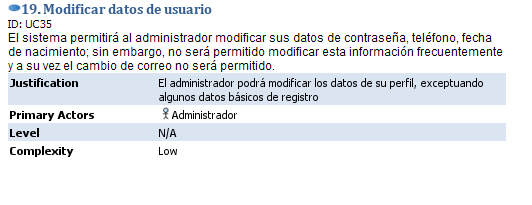 19. Modificar datos de usuario
ID: UC35
El sistema permitirá al administrador modificar sus datos de contraseña, teléfono, fecha
de nacimiento; sin embargo, no será permitido modificar esta información frecuentemente
y a su vez el cambio de correo no será permitido.
Justification El administrador podrá modificar los datos de su perfil, exceptuando
algunos datos básicos de registro
Primary Actors Administrador
Level N/A
Complexity Low